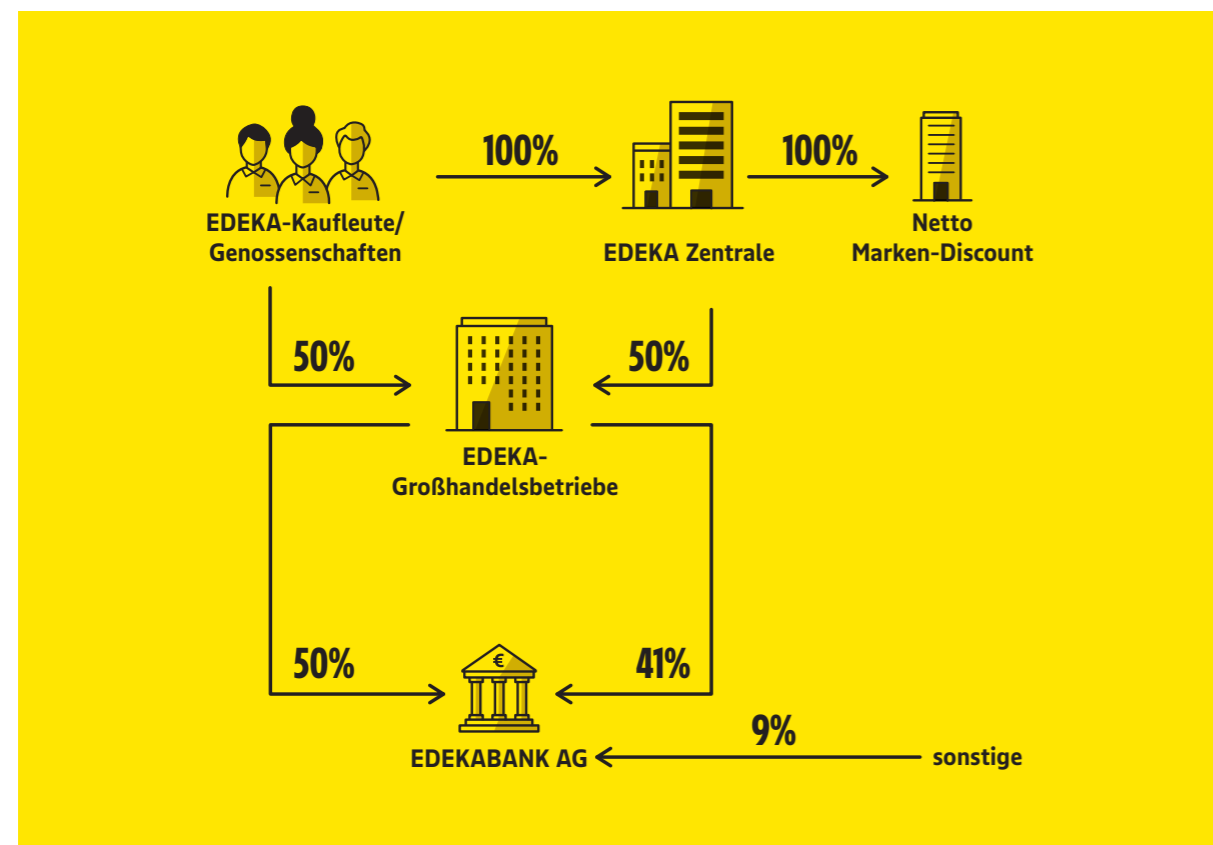 100%
100%
EDEKA-Kaufleute/
Genossenschaften
EDEKA Zentrale
Netto
Marken-Discount
50%
50%
EDEKA-
Großhandelsbetriebe
50%
€
41%
EDEKABANK AG
9%
sonstige